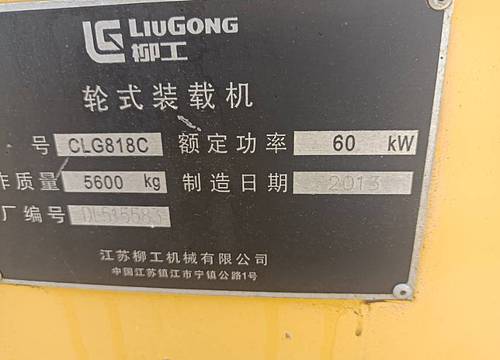 LIUGONG
柳工
轮式装载机
号 CLG818C 额定功率 60 kW
作质量 5600 kg 制造日期 2013
厂编号
江苏柳工机械有限公司
中国江苏镇江市宁镇公路1号